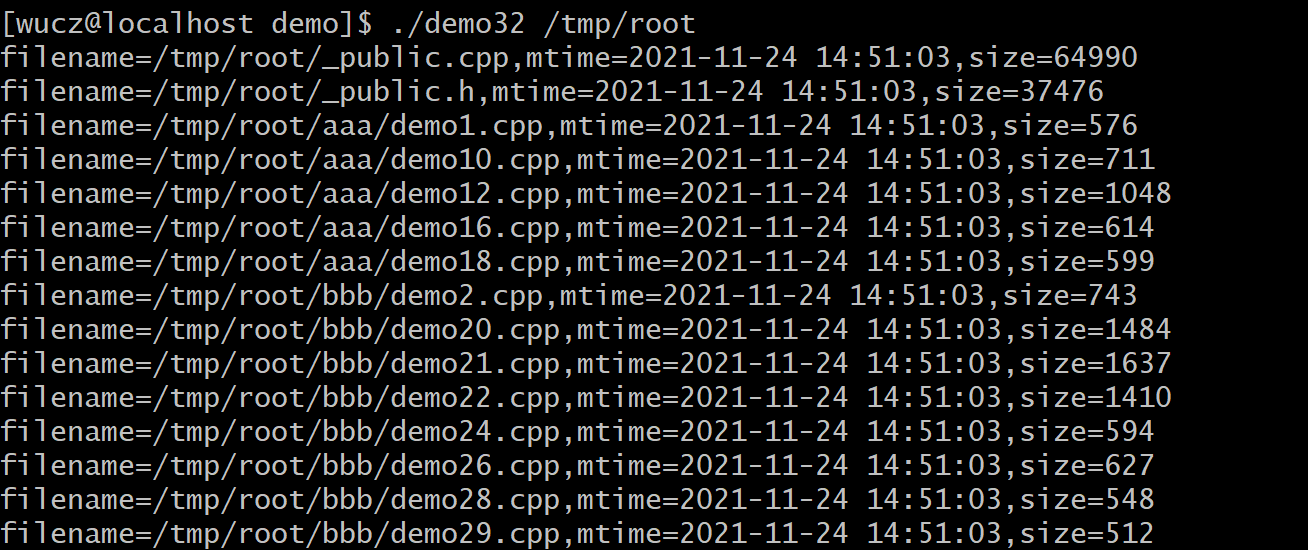 [wucz@localhost demo]$ ./demo32 /tmp/root
filename=/tmp/root/_public.cpp,mtime=2021-11-24 14:51:03,size=64990
filename=/tmp/root/_public.h,mtime=2021-11-24 14:51:03,size=37476
filename=/tmp/root/aaa/demo1.cpp,mtime=2021-11-24 14:51:03,size=576
filename=/tmp/root/aaa/demo10.cpp,mtime=2021-11-24 14:51:03,size=711
filename=/tmp/root/aaa/demo12.cpp,mtime=2021-11-24 14:51:03,size=1048
filename=/tmp/root/aaa/demo16.cpp,mtime=2021-11-24 14:51:03,size=614
filename=/tmp/root/aaa/demo18.cpp,mtime=2021-11-24 14:51:03,size=599
filename=/tmp/root/bbb/demo2.cpp,mtime=2021-11-24 14:51:03,size=743
filename=/tmp/root/bbb/demo20.cpp,mtime=2021-11-24 14:51:03,size=1484
filename=/tmp/root/bbb/demo21.cpp,mtime=2021-11-24 14:51:03,size=1637
filename=/tmp/root/bbb/demo22.cpp,mtime=2021-11-24 14:51:03,size=1410
filename=/tmp/root/bbb/demo24.cpp,mtime=2021-11-24 14:51:03,size=594
filename=/tmp/root/bbb/demo26.cpp,mtime=2021-11-24 14:51:03,size=627
filename=/tmp/root/bbb/demo28.cpp,mtime=2021-11-24 14:51:03,size=548
filename=/tmp/root/bbb/demo29.cpp,mtime=2021-11-24 14:51:03,size=512